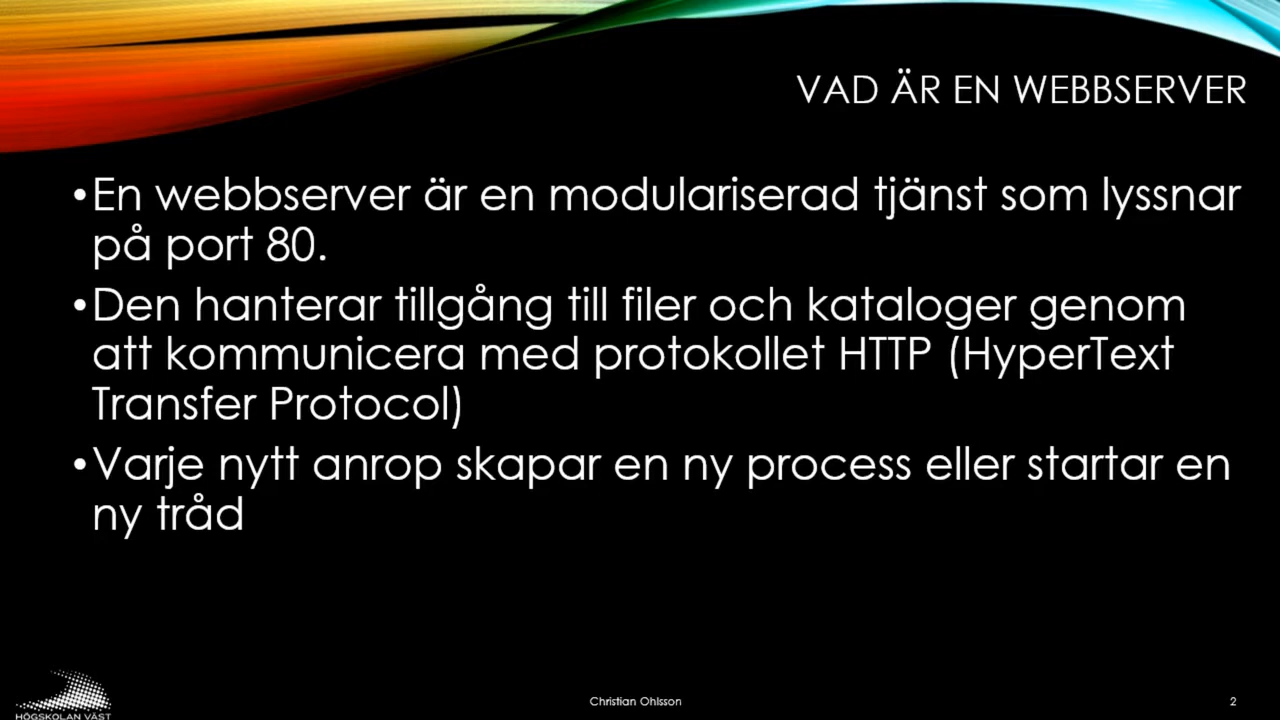 VAD ÄR EN WEBBSERVER
•En webbserver är en modulariserad tjänst som lyssnar
på port 80.
•Den hanterar tillgång till filer och kataloger genom
att kommunicera med protokollet HTTP (HyperText
Transfer Protocol)
•Varje nytt anrop skapar en ny process eller startar en
ny tråd
HÖGSKOLAN VÄST
Christian Ohlsson
2